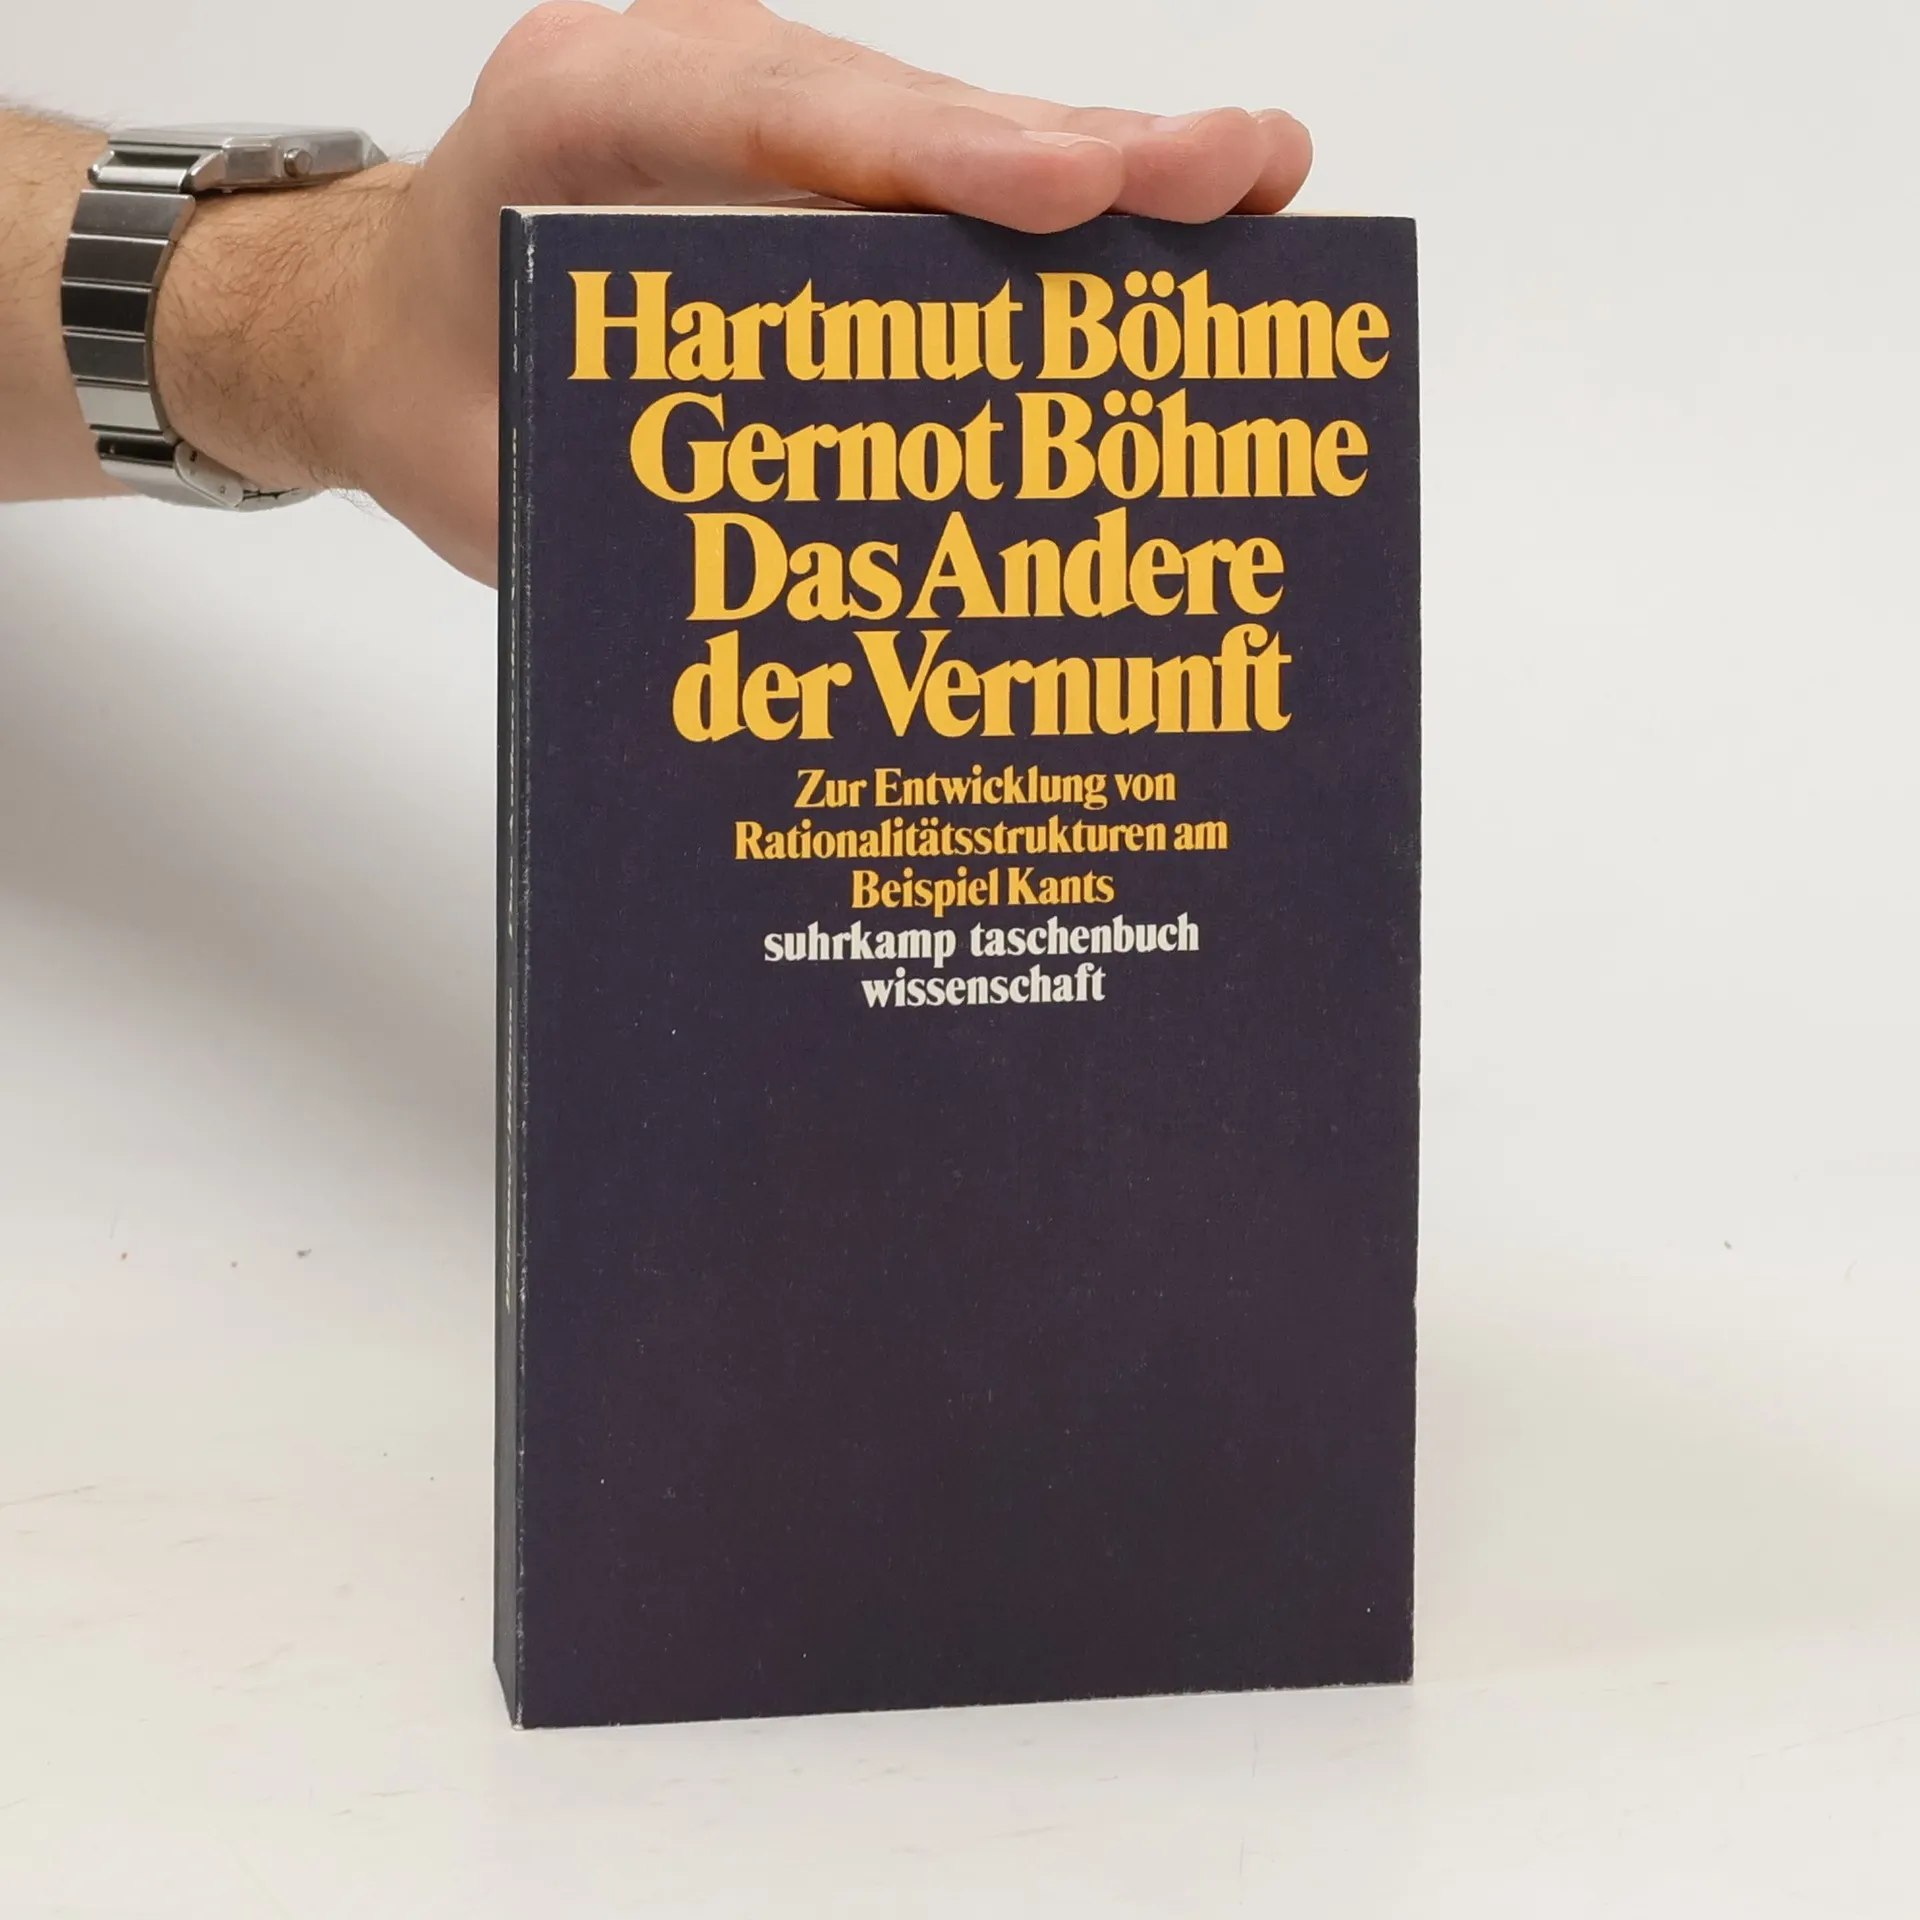 Hartmut Böhme
Gernot Böhme
Das Andere
der Vernunft
Zur Entwicklung von
Rationalitätsstrukturen am
Beispiel Kants
suhrkamp taschenbuch
wissenschaft